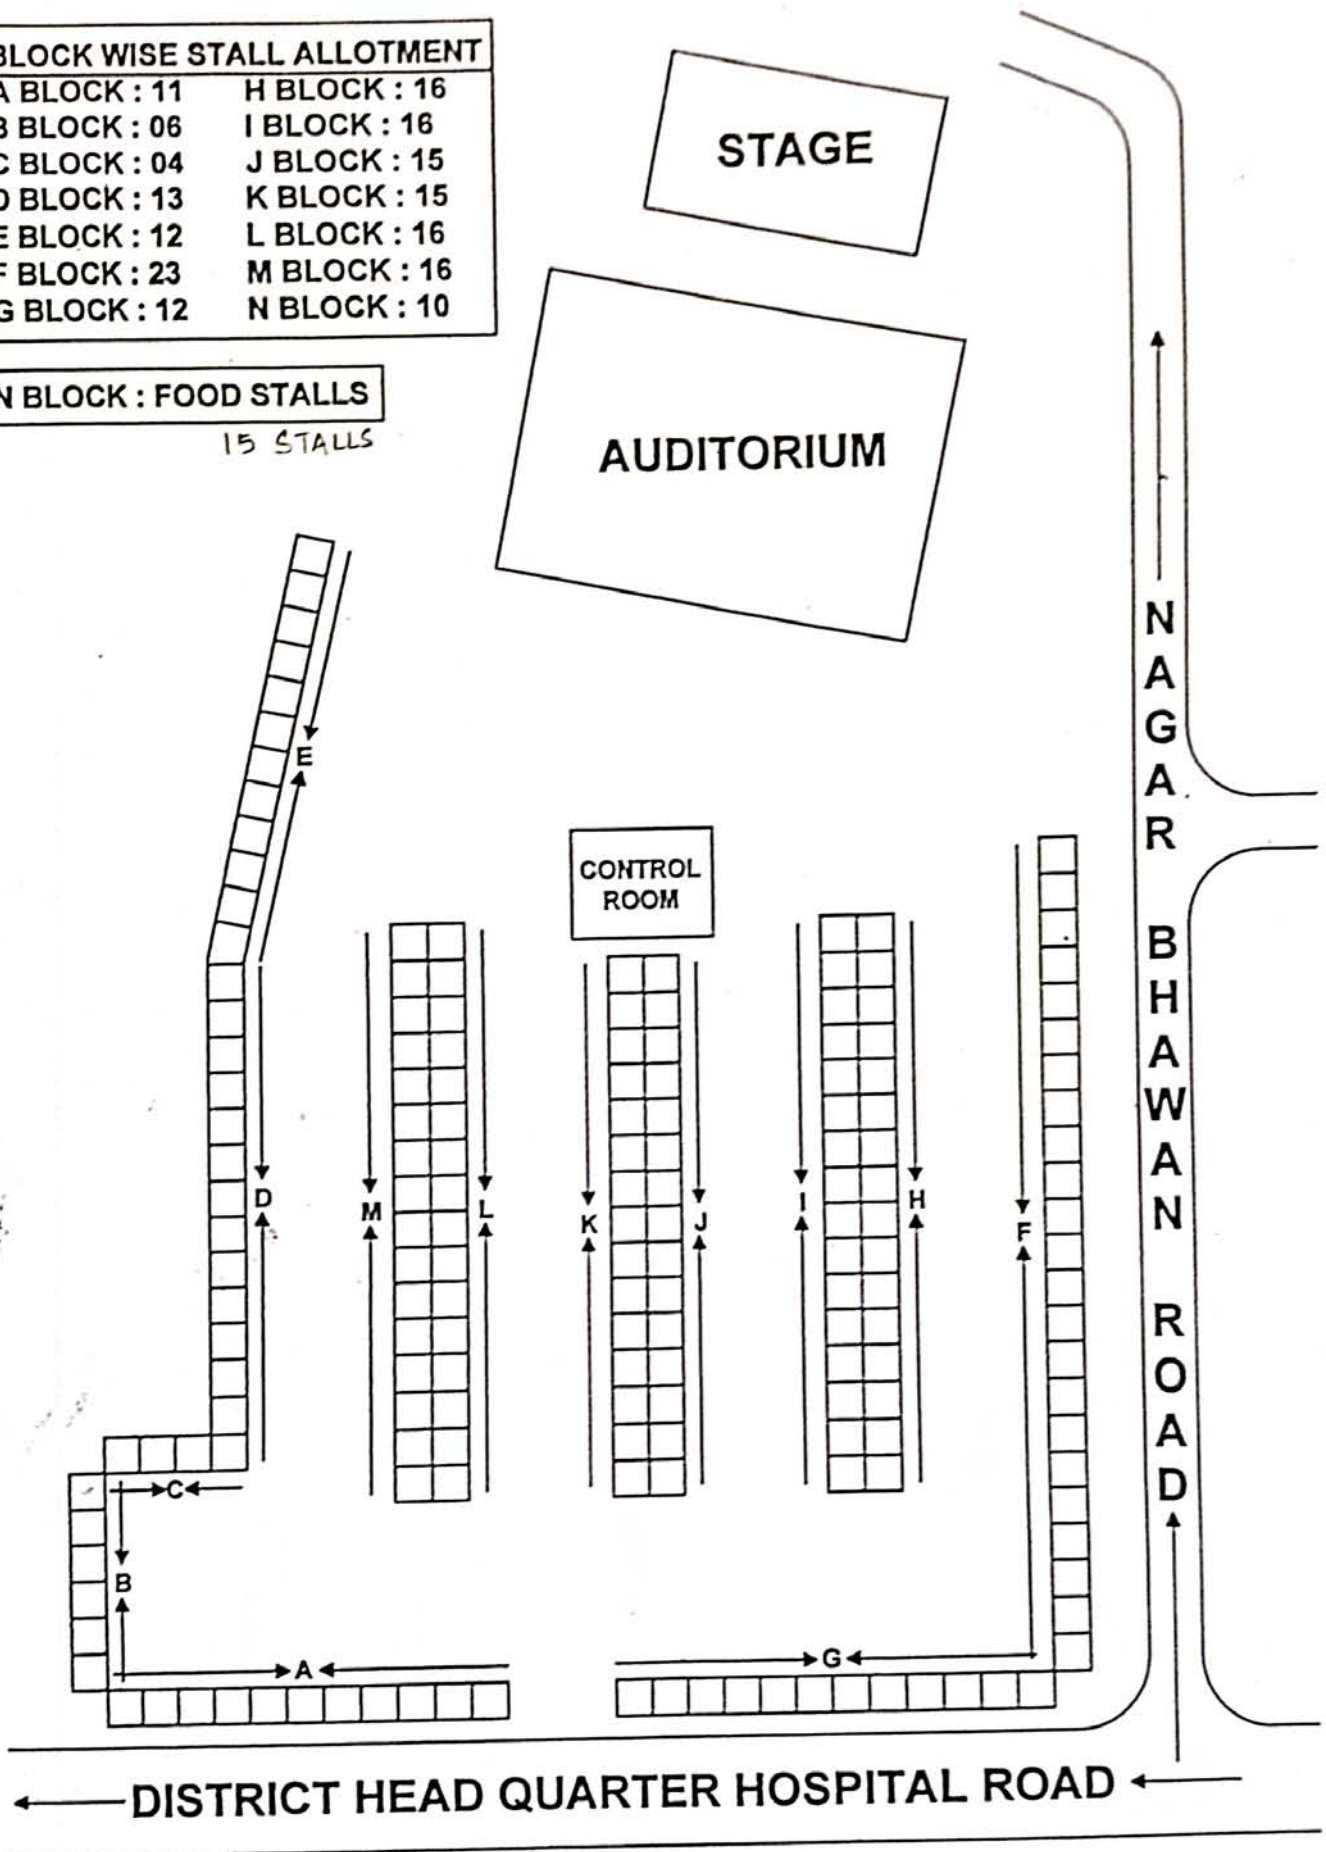 BLOCK WISE STALL ALLOTMENT
A BLOCK : 11 H BLOCK : 16
B BLOCK : 06 I BLOCK : 16
C BLOCK : 04 J BLOCK : 15
D BLOCK : 13 K BLOCK : 15
E BLOCK : 12 L BLOCK : 16
F BLOCK : 23 M BLOCK : 16
G BLOCK : 12 N BLOCK : 10
N BLOCK : FOOD STALLS
15 STALLS
STAGE
AUDITORIUM
E
CONTROL
ROOM
D
M
L
K
J
I
H
F
NAGAR BHAWAN ROAD
C
B
A
G
DISTRICT HEAD QUARTER HOSPITAL ROAD